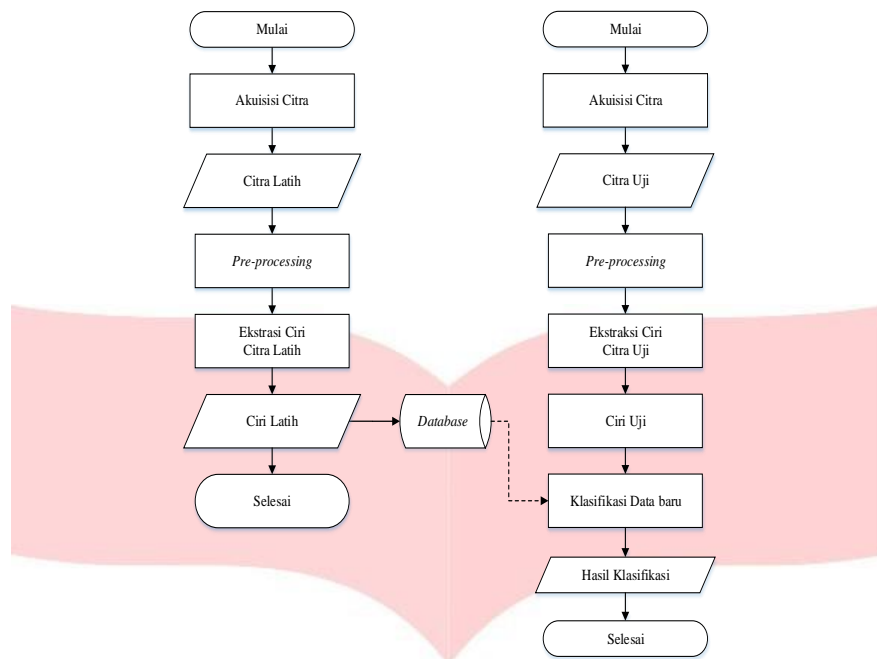 Mulai
Akuisisi Citra
Citra Latih
Pre-processing
Ekstrasi Ciri
Citra Latih
Ciri Latih
Database
Selesai
Mulai
Akuisisi Citra
Citra Uji
Pre-processing
Ekstraksi Ciri
Citra Uji
Ciri Uji
Klasifikasi Data baru
Hasil Klasifikasi
Selesai